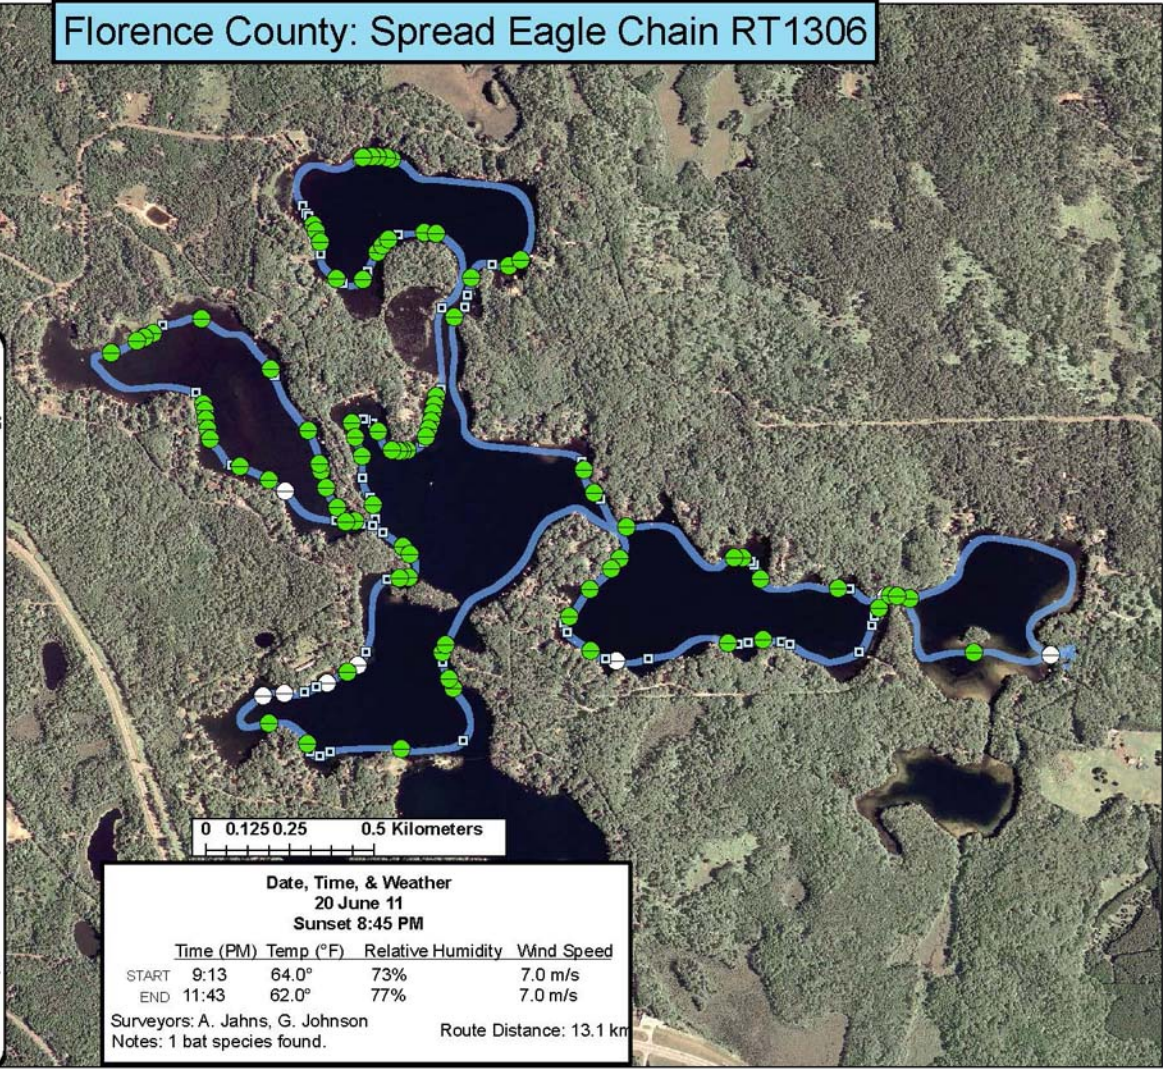 Florence County: Spread Eagle Chain RT1306
0 0.125 0.25 0.5 Kilometers
Date, Time, & Weather
20 June 11
Sunset 8:45 PM
Time (PM) Temp (°F) Relative Humidity Wind Speed
START 9:13 64.0° 73% 7.0 m/s
END 11:43 62.0° 77% 7.0 m/s
Surveyors: A. Jahns, G. Johnson
Route Distance: 13.1 km
Notes: 1 bat species found.